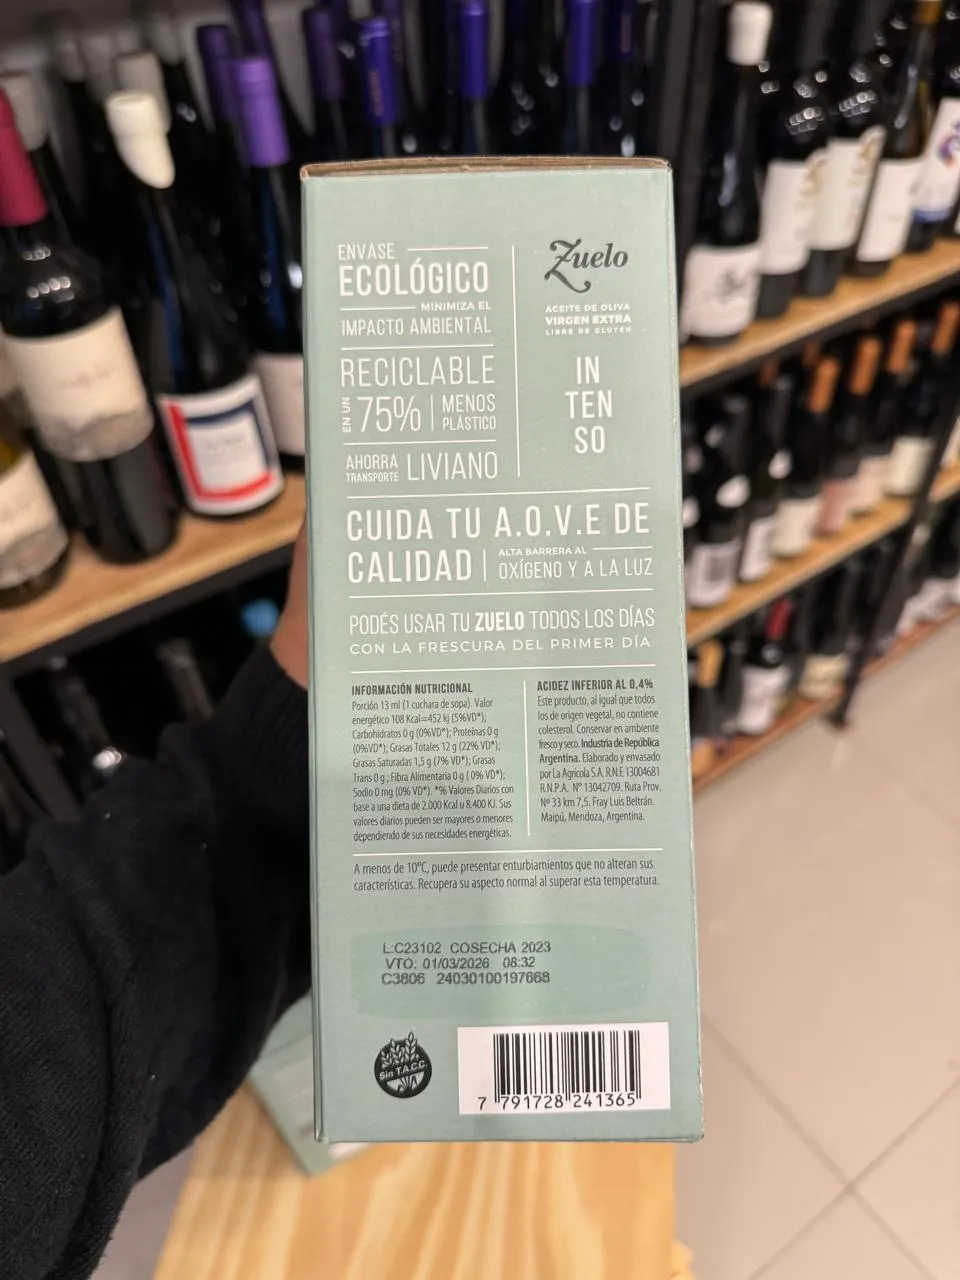 ENVASE
ECOLÓGICO
MINIMIZA EL
IMPACTO AMBIENTAL
RECICLABLE
EN UN 75% MENOS
PLÁSTICO
AHORRA
TRANSPORTE LIVIANO
Zuelo
ACEITE DE OLIVA
VIRGEN EXTRA
LIBRE DE GLUTEN
IN
TEN
SO
CUIDA TU A.O.V.E DE
CALIDAD ALTA BARRERA AL
OXÍGENO Y A LA LUZ
PODÉS USAR TU ZUELO TODOS LOS DÍAS
CON LA FRESCURA DEL PRIMER DÍA
INFORMACIÓN NUTRICIONAL
Porción 13 ml (1 cuchara de sopa). Valor
energético 108 Kcal=452 kj (5%VD*);
Carbohidratos 0 g (0%VD*); Proteínas 0 g
(0%VD*); Grasas Totales 12 g (22% VD*);
Grasas Saturadas 1,5 g (7% VD*); Grasas
Trans 0 g ; Fibra Alimentaria 0 g ( 0% VD*);
Sodio 0 mg (0% VD*). *% Valores Diarios con
base a una dieta de 2.000 Kcal u 8.400 KJ. Sus
valores diarios pueden ser mayores o menores
dependiendo de sus necesidades energéticas.
ACIDEZ INFERIOR AL 0,4%
Este producto, al igual que todos
los de origen vegetal, no contiene
colesterol. Conservar en ambiente
fresco y seco. Industria de República
Argentina. Elaborado y envasado
por La Agrícola S.A. R.N.E 13004681
R.N.P.A. Nº 13042709. Ruta Prov.
Nº 33 km 7,5. Fray Luis Beltrán.
Maipú, Mendoza, Argentina.
A menos de 10ºC, puede presentar enturbiamientos que no alteran sus
características. Recupera su aspecto normal al superar esta temperatura.
L:C23102 COSECHA 2023
VTO: 01/03/2026 08:32
C3806 24030100197668
Sin T.A.C.C.
7 791728 241365